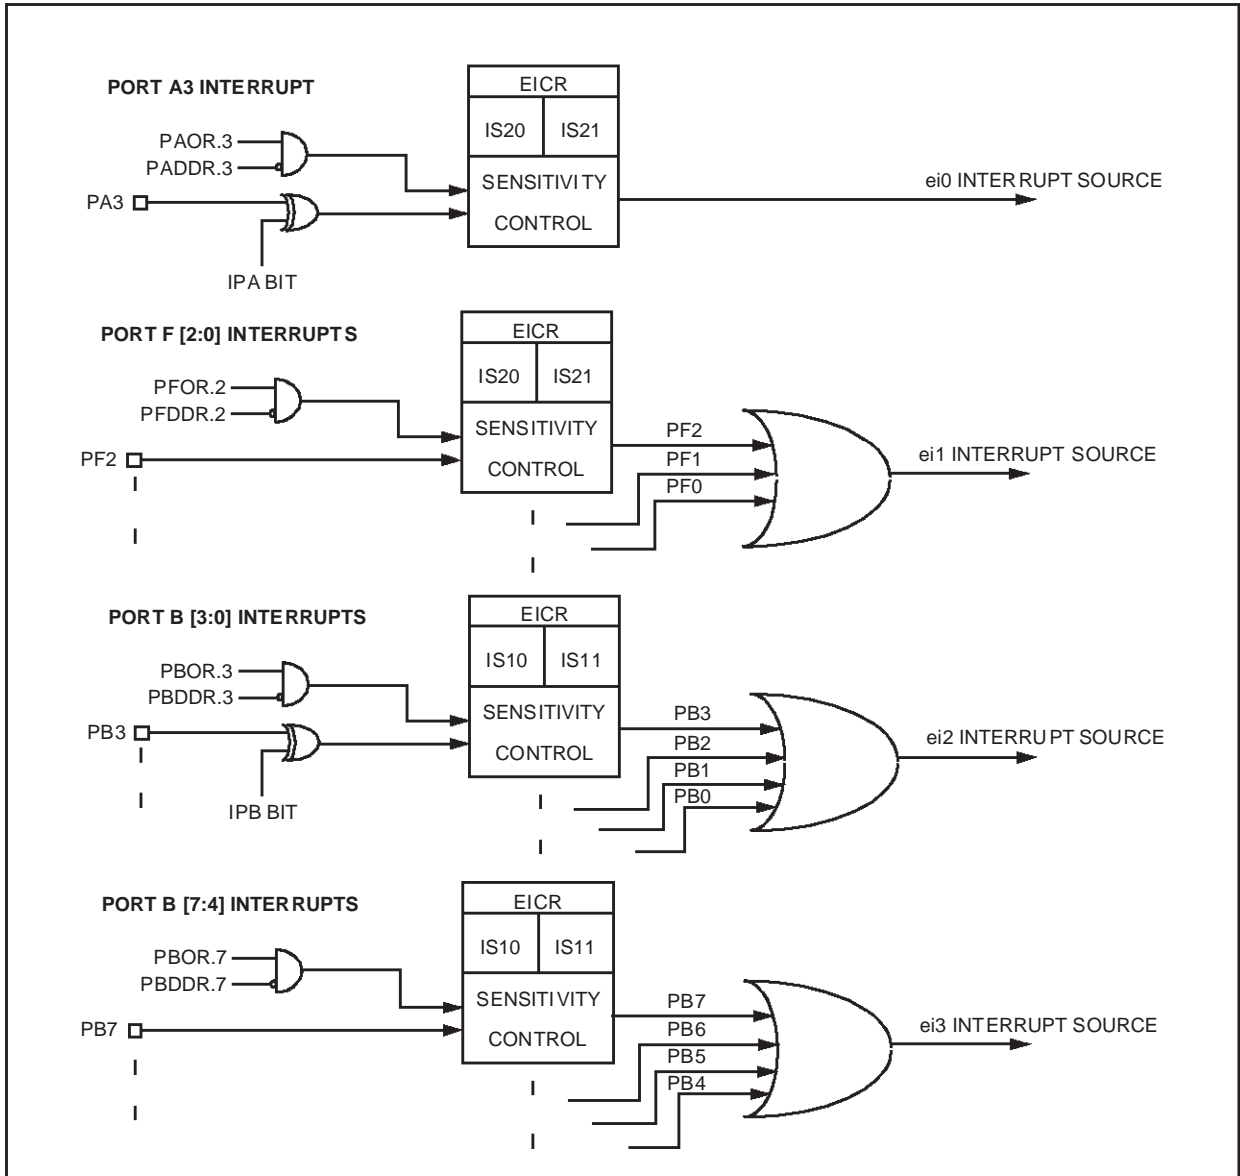 PORT A3 INTERRUPT
EICR
IS20 IS21
PAOR.3
PADDR.3
SENSITIVITY
CONTROL
PA3
IPA BIT
ei0 INTERRUPT SOURCE
PORT F [2:0] INTERRUPTS
EICR
IS20 IS21
PFOR.2
PFDDR.2
SENSITIVITY
CONTROL
PF2
PF2
PF1
PF0
ei1 INTERRUPT SOURCE
PORT B [3:0] INTERRUPTS
EICR
IS10 IS11
PBOR.3
PBDDR.3
SENSITIVITY
CONTROL
PB3
IPB BIT
PB3
PB2
PB1
PB0
ei2 INTERRUPT SOURCE
PORT B [7:4] INTERRUPTS
EICR
IS10 IS11
PBOR.7
PBDDR.7
SENSITIVITY
CONTROL
PB7
PB7
PB6
PB5
PB4
ei3 INTERRUPT SOURCE